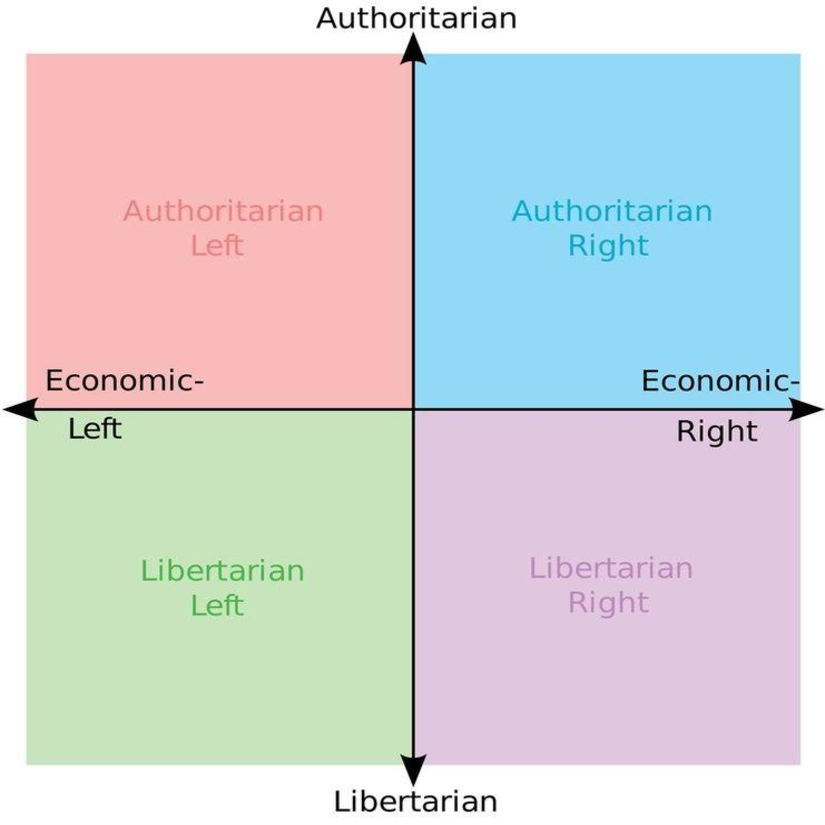 Authoritarian
Authoritarian
Left
Authoritarian
Right
Economic-
Left
Economic-
Right
Libertarian
Left
Libertarian
Right
Libertarian